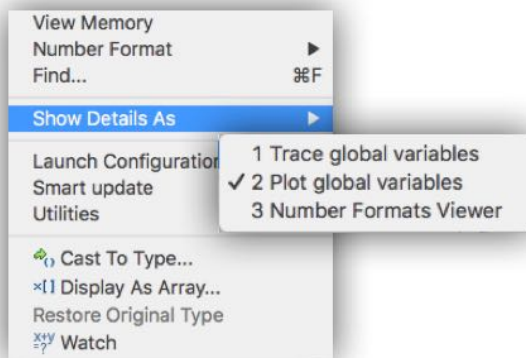 View Memory
Number Format
Find... ⌘F
Show Details As
Launch Configuration
Smart update
Utilities
Cast To Type...
Display As Array...
Restore Original Type
Watch
1 Trace global variables
✓ 2 Plot global variables
3 Number Formats Viewer